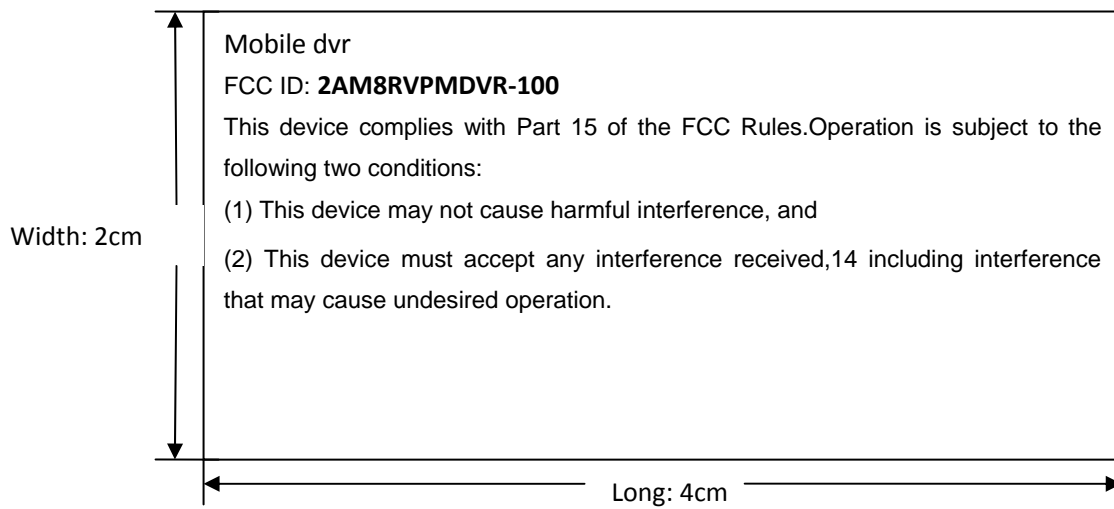 Mobile dvr
FCC ID: 2AM8RVPMDVR-100
This device complies with Part 15 of the FCC Rules.Operation is subject to the
following two conditions:
(1) This device may not cause harmful interference, and
Width: 2cm
(2) This device must accept any interference received,14 including interference
that may cause undesired operation.
Long: 4cm